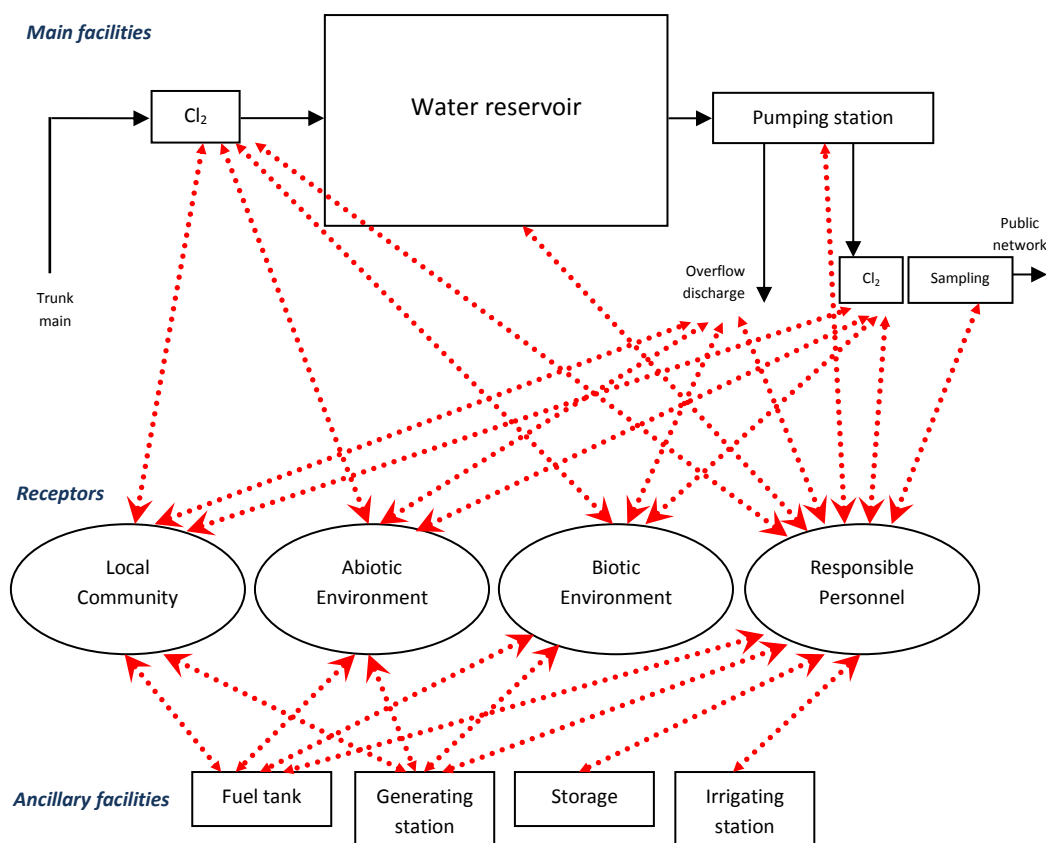 Main facilities
Cl₂
Water reservoir
Pumping station
Public
network
Overflow
discharge
Cl₂
Sampling
Trunk
main
Receptors
Local
Community
Abiotic
Environment
Biotic
Environment
Responsible
Personnel
Ancillary facilities
Fuel tank
Generating
station
Storage
Irrigating
station